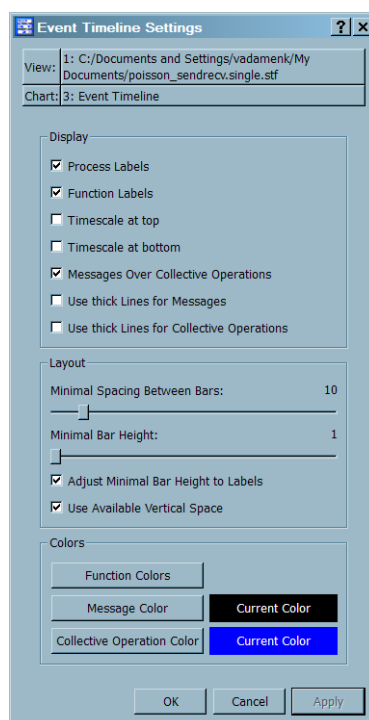 Event Timeline Settings
View: 1: C:/Documents and Settings/vadamenk/My
Documents/poisson_sendrecv.single.stf
Chart: 3: Event Timeline
Display
Process Labels
Function Labels
Timescale at top
Timescale at bottom
Messages Over Collective Operations
Use thick Lines for Messages
Use thick Lines for Collective Operations
Layout
Minimal Spacing Between Bars: 10
Minimal Bar Height: 1
Adjust Minimal Bar Height to Labels
Use Available Vertical Space
Colors
Function Colors
Message Color Current Color
Collective Operation Color Current Color
OK Cancel Apply